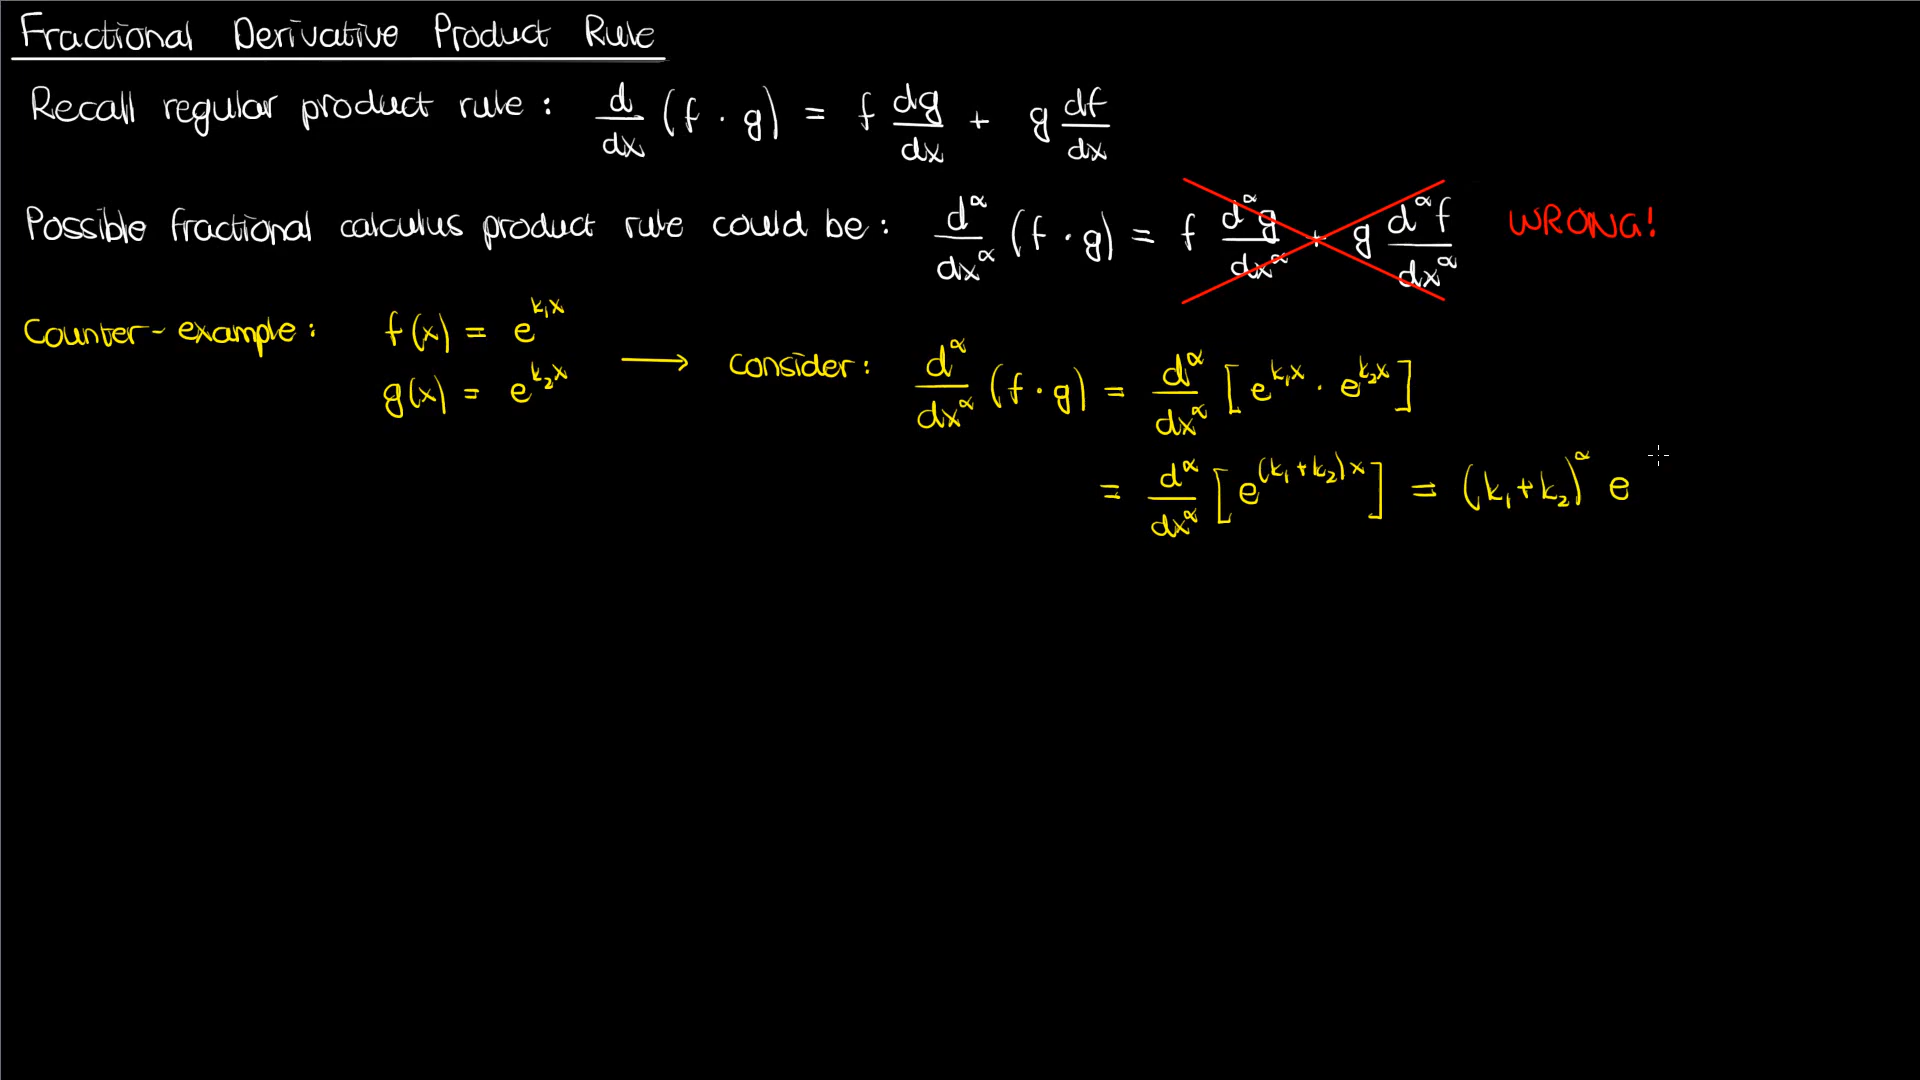 Fractional Derivative Product Rule
Recall regular product rule : d/dx (f · g) = f dg/dx + g df/dx
Possible fractional calculus product rule could be : d^α/dx^α (f · g) = f d^αg/dx^α + g d^αf/dx^α WRONG!
Counter-example : f(x) = e^{k₁x}
g(x) = e^{k₂x} → consider : d^α/dx^α (f · g) = d^α/dx^α [e^{k₁x} · e^{k₂x}]
= d^α/dx^α [e^{(k₁+k₂)x}] = (k₁+k₂)^α e